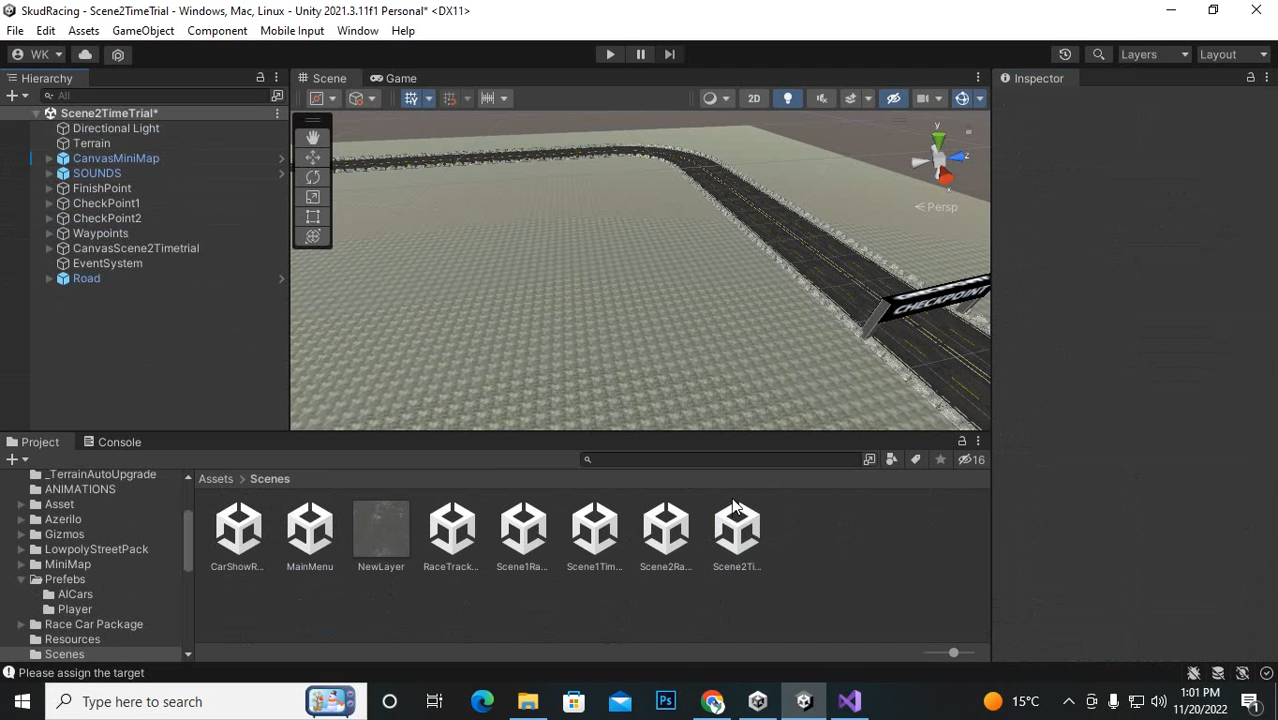 SkudRacing - Scene2TimeTrial - Windows, Mac, Linux - Unity 2021.3.11f1 Personal* <DX11>
File Edit Assets GameObject Component Mobile Input Window Help
WK Layers Layout
Hierarchy
All
Scene2TimeTrial*
Directional Light
Terrain
CanvasMiniMap
SOUNDS
FinishPoint
CheckPoint1
CheckPoint2
Waypoints
CanvasScene2Timetrial
EventSystem
Road
Scene Game
2D
y
z
x
Persp
CHECKPOINT
Inspector
Project Console
16
_TerrainAutoUpgrade
ANIMATIONS
Asset
Azerilo
Gizmos
LowpolyStreetPack
MiniMap
Prefebs
AICars
Player
Race Car Package
Resources
Scenes
Assets > Scenes
CarShowR... MainMenu NewLayer RaceTrack... Scene1Ra... Scene1Tim... Scene2Ra... Scene2Ti...
Please assign the target
Type here to search
Ps
15°C
1:01 PM
11/20/2022
1